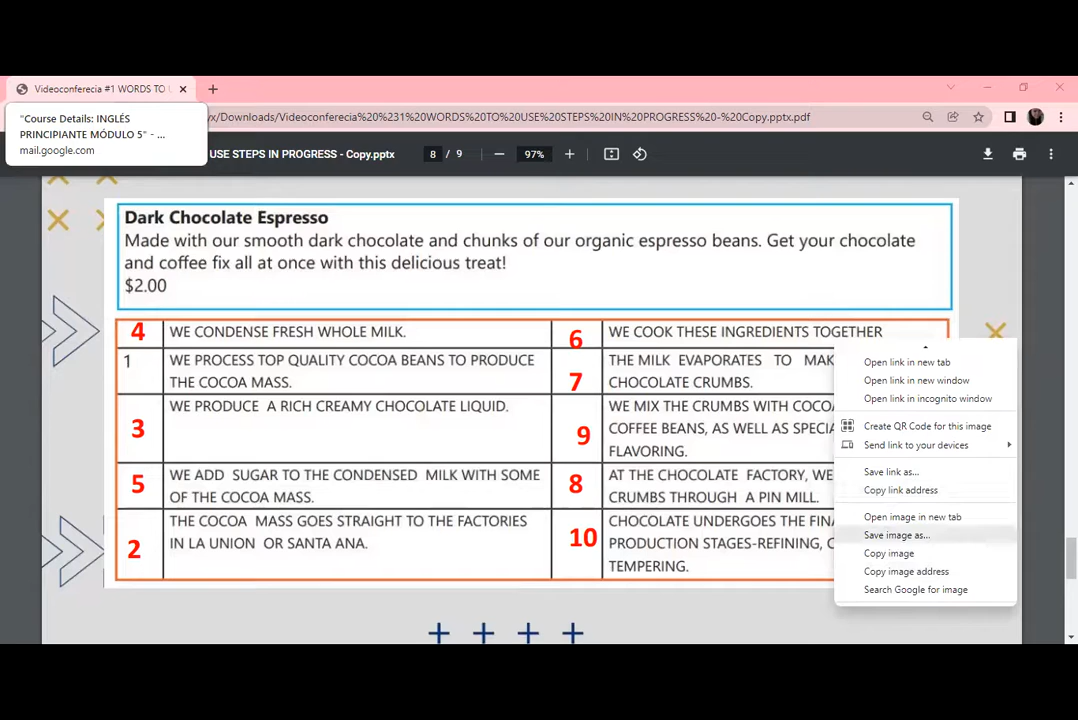 Videoconferecia #1 WORDS TO
"Course Details: INGLÉS
PRINCIPIANTE MÓDULO 5" - ...
mail.google.com
/Downloads/Videoconferecia%20%231%20WORDS%20TO%20USE%20STEPS%20IN%20PROGRESS%20-%20Copy.pptx.pdf
USE STEPS IN PROGRESS - Copy.pptx
8 / 9
97%
Dark Chocolate Espresso
Made with our smooth dark chocolate and chunks of our organic espresso beans. Get your chocolate
and coffee fix all at once with this delicious treat!
$2.00
4
WE CONDENSE FRESH WHOLE MILK.
1
WE PROCESS TOP QUALITY COCOA BEANS TO PRODUCE
THE COCOA MASS.
3
WE PRODUCE A RICH CREAMY CHOCOLATE LIQUID.
5
WE ADD SUGAR TO THE CONDENSED MILK WITH SOME
OF THE COCOA MASS.
2
THE COCOA MASS GOES STRAIGHT TO THE FACTORIES
IN LA UNION OR SANTA ANA.
6
WE COOK THESE INGREDIENTS TOGETHER
7
THE MILK EVAPORATES TO MAK
CHOCOLATE CRUMBS.
9
WE MIX THE CRUMBS WITH COCO
COFFEE BEANS, AS WELL AS SPECIA
FLAVORING.
8
AT THE CHOCOLATE FACTORY, WE
CRUMBS THROUGH A PIN MILL.
10
CHOCOLATE UNDERGOES THE FINA
PRODUCTION STAGES-REFINING, C
TEMPERING.
Open link in new tab
Open link in new window
Open link in incognito window
Create QR Code for this image
Send link to your devices
Save link as...
Copy link address
Open image in new tab
Save image as...
Copy image
Copy image address
Search Google for image